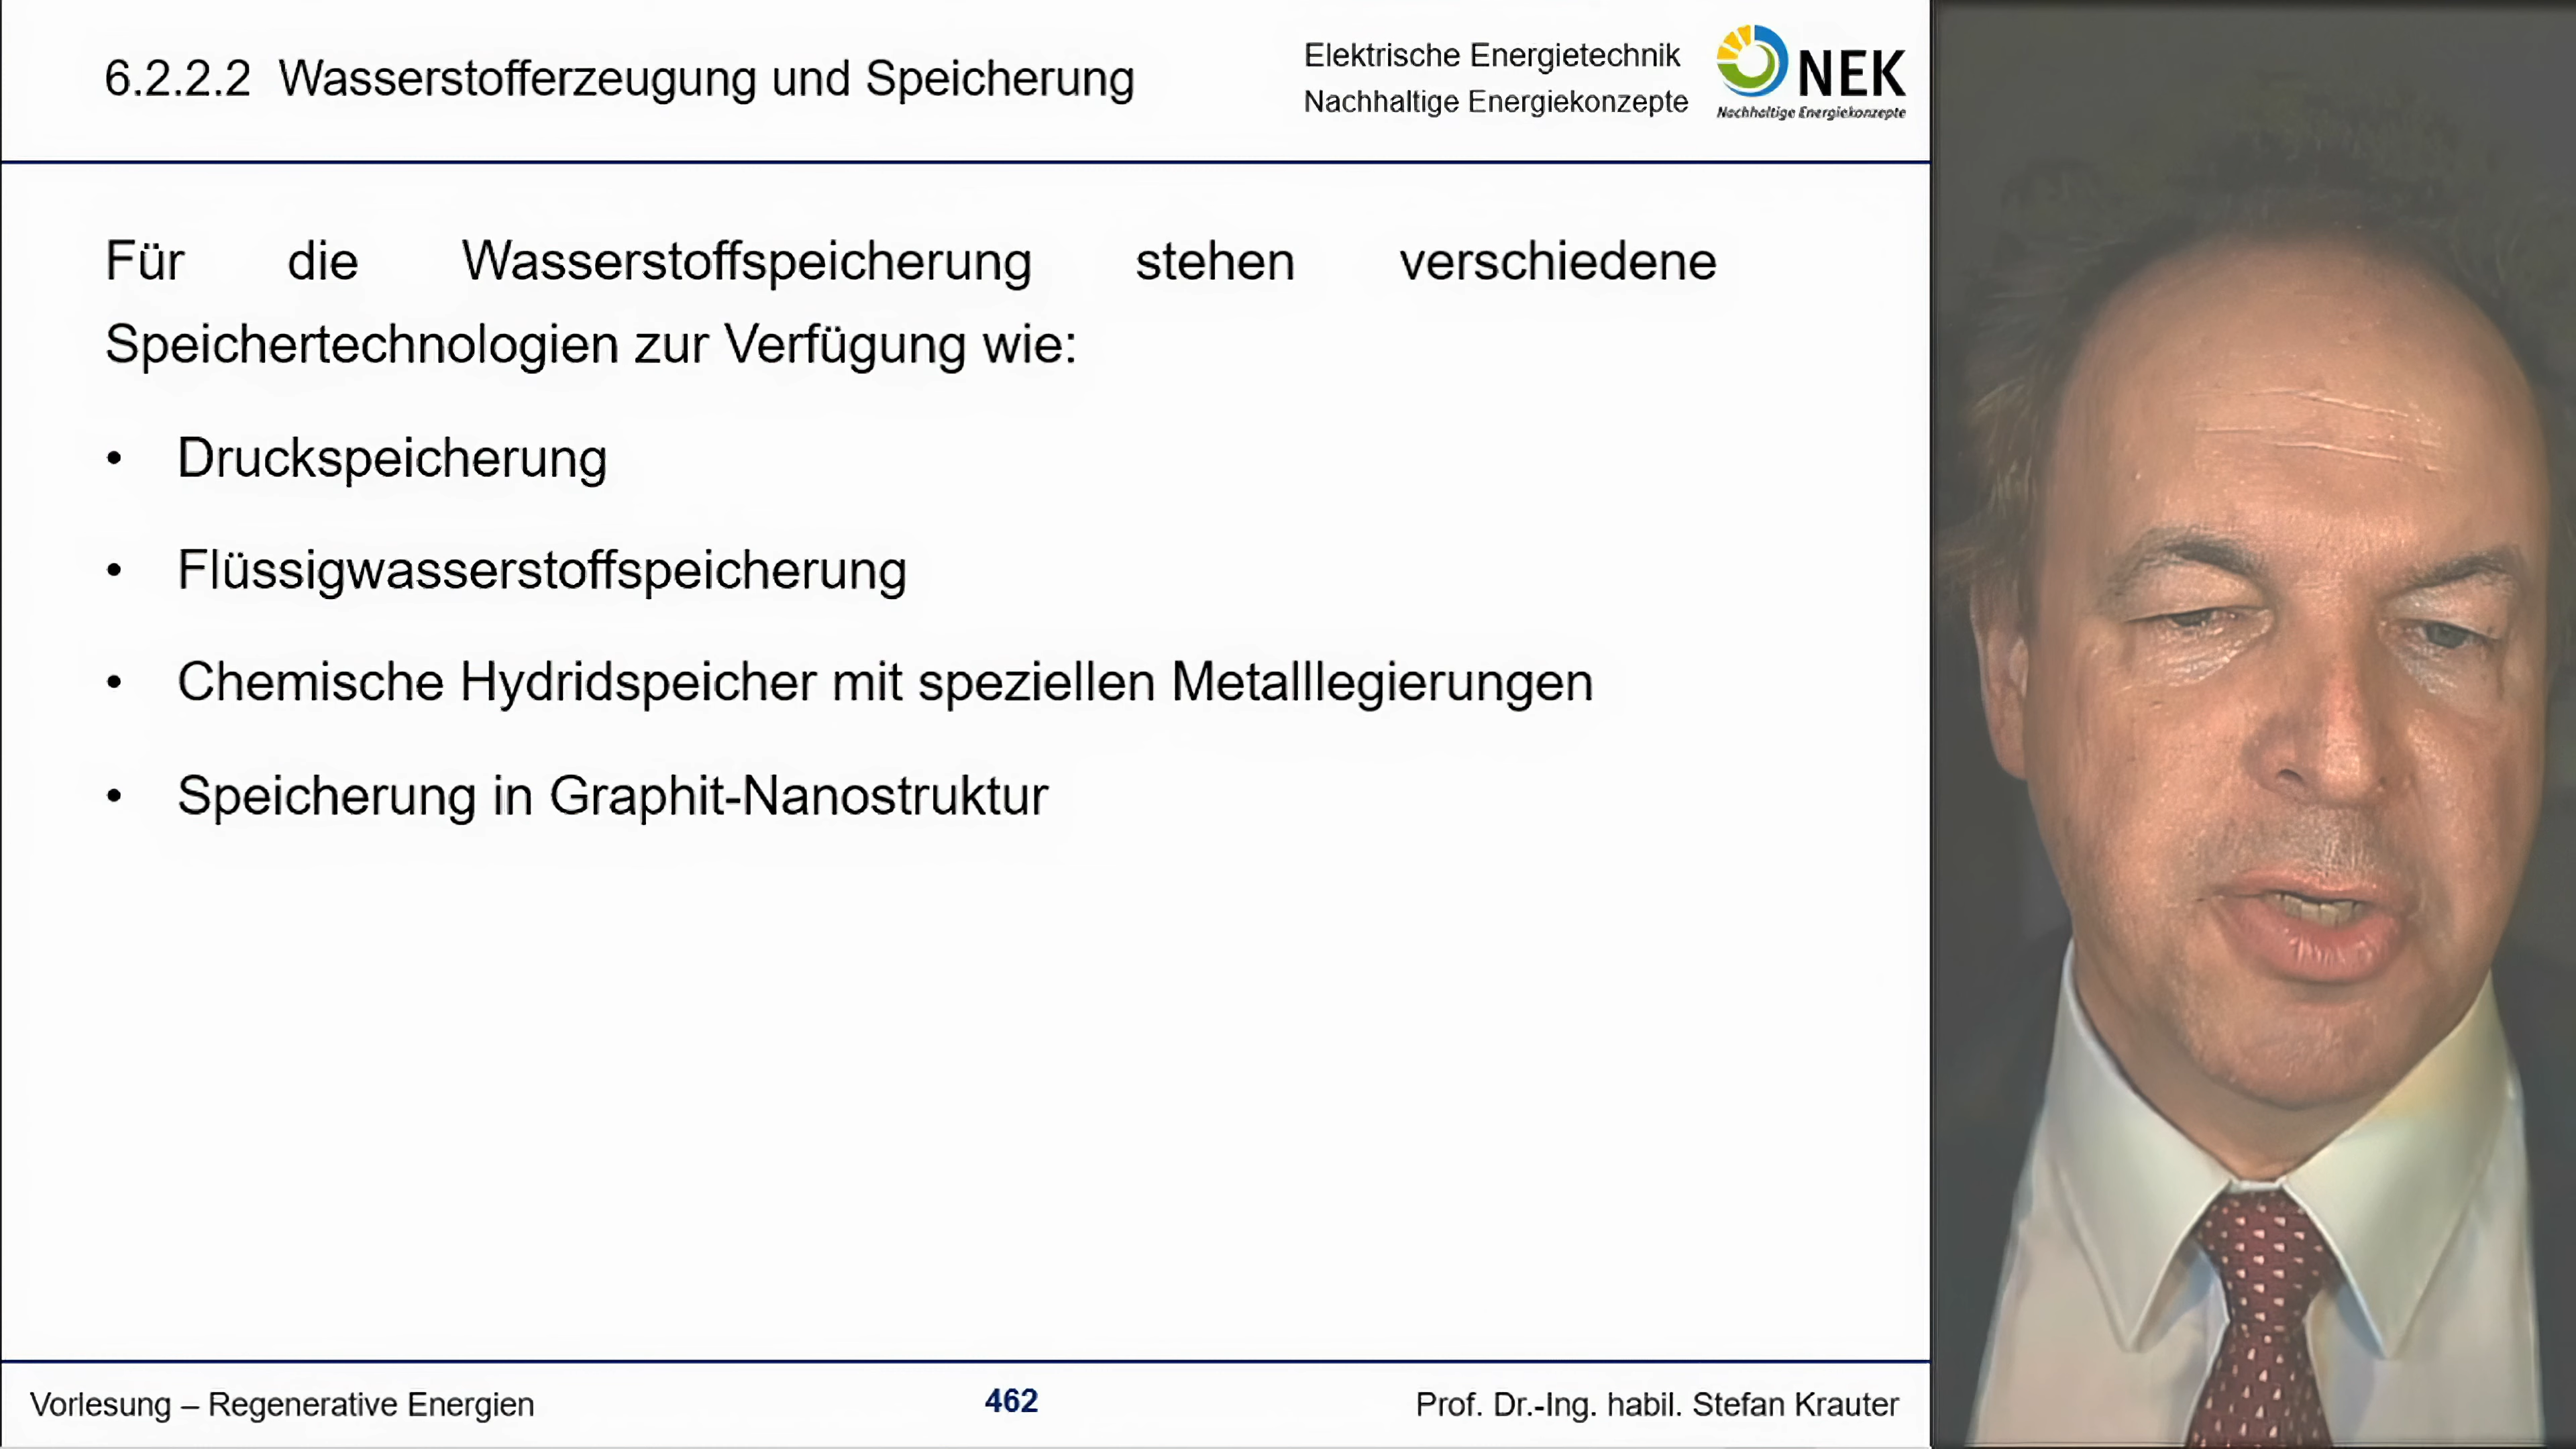 6.2.2.2 Wasserstofferzeugung und Speicherung
Elektrische Energietechnik
Nachhaltige Energiekonzepte
NEK
Nachhaltige Energiekonzepte
Für die Wasserstoffspeicherung stehen verschiedene
Speichertechnologien zur Verfügung wie:
• Druckspeicherung
• Flüssigwasserstoffspeicherung
• Chemische Hydridspeicher mit speziellen Metalllegierungen
• Speicherung in Graphit-Nanostruktur
Vorlesung – Regenerative Energien
462
Prof. Dr.-Ing. habil. Stefan Krauter